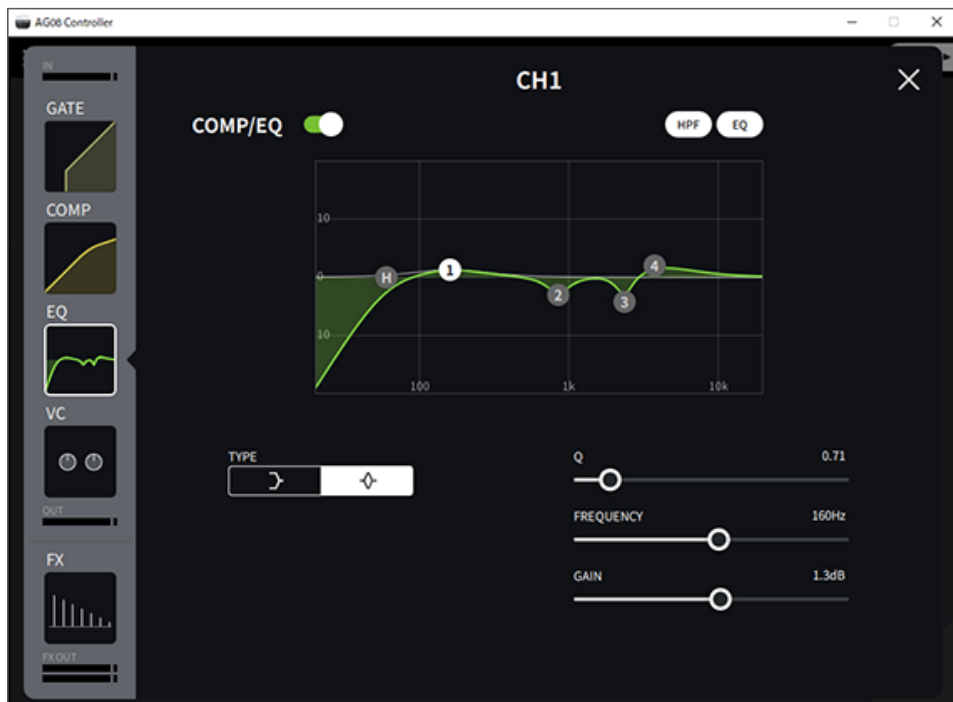 AG08 Controller
IN
GATE
COMP
EQ
VC
OUT
FX
FX OUT
CH1
COMP/EQ
HPF
EQ
10
0
10
100
1k
10k
H
1
2
3
4
TYPE
Q 0.71
FREQUENCY 160Hz
GAIN 1.3dB